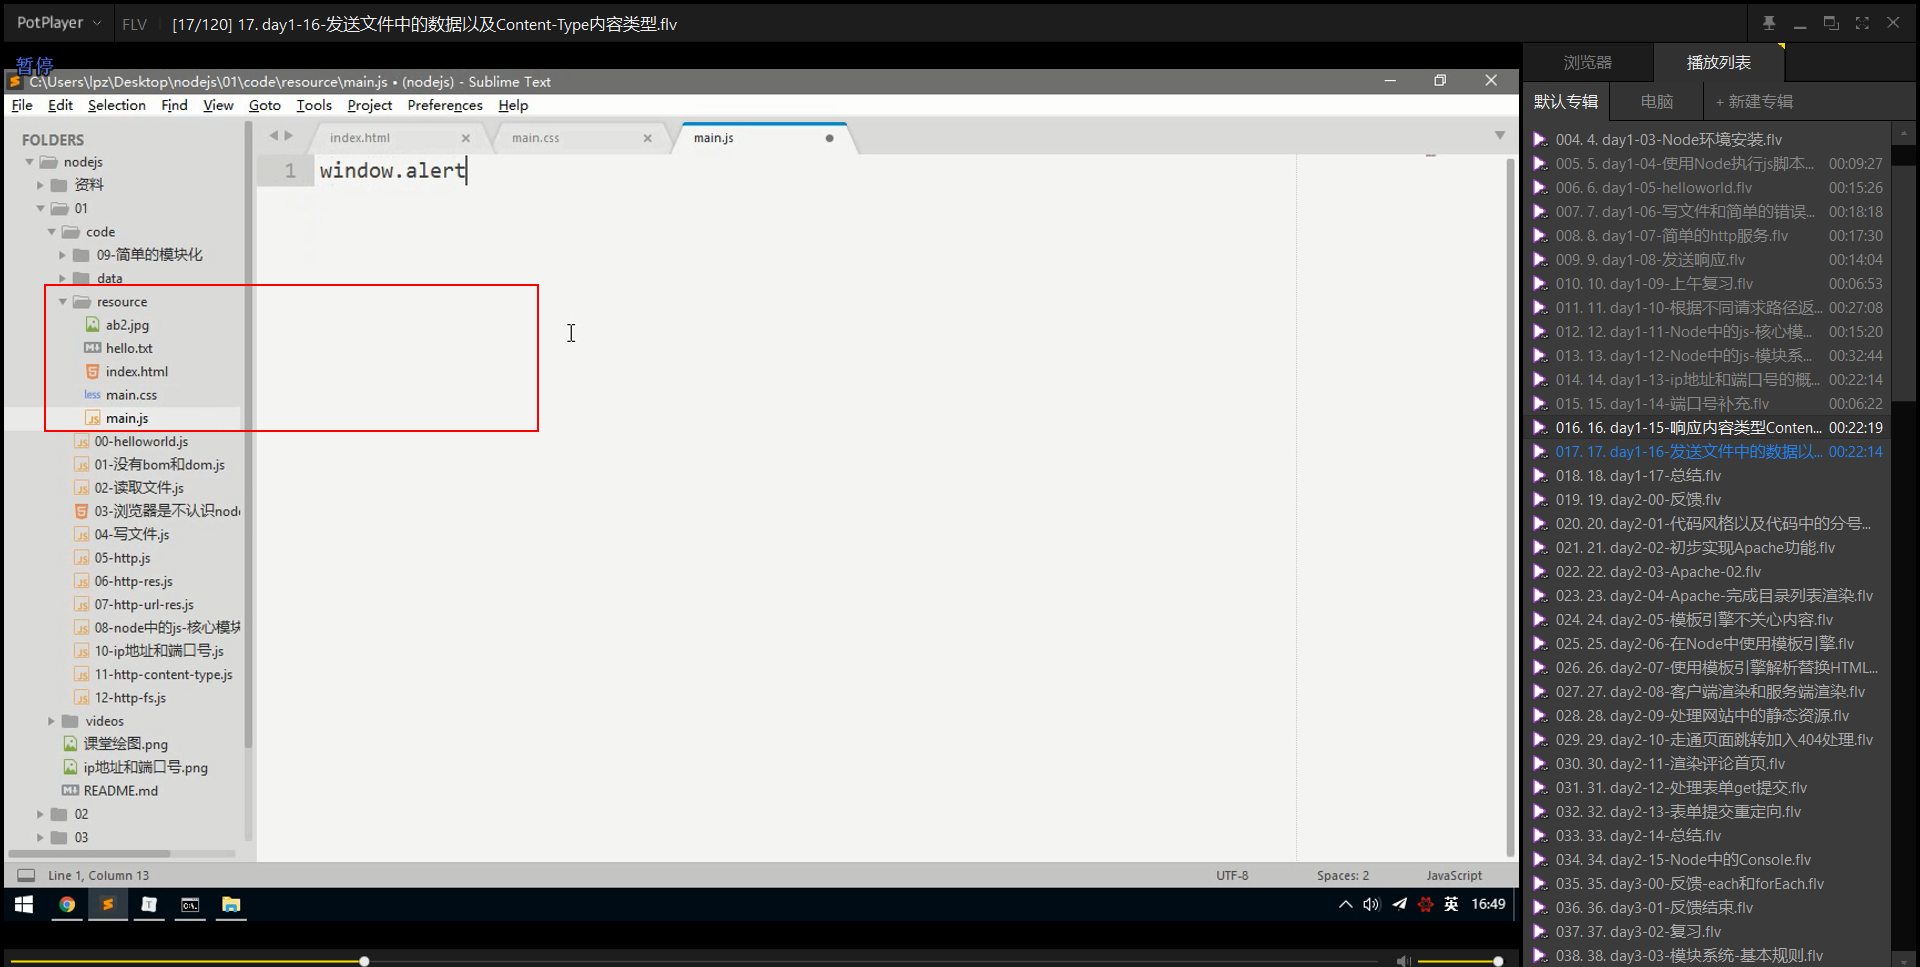 PotPlayer FLV [17/120] 17. day1-16-发送文件中的数据以及Content-Type内容类型.flv
暂停
C:\Users\lpz\Desktop\nodejs\01\code\resource\main.js • (nodejs) - Sublime Text
File Edit Selection Find View Goto Tools Project Preferences Help
FOLDERS
nodejs
资料
01
code
09-简单的模块化
data
resource
ab2.jpg
hello.txt
index.html
main.css
main.js
00-helloworld.js
01-没有bom和dom.js
02-读取文件.js
03-浏览器是不认识node
04-写文件.js
05-http.js
06-http-res.js
07-http-url-res.js
08-node中的js-核心模块
10-ip地址和端口号.js
11-http-content-type.js
12-http-fs.js
videos
课堂绘图.png
ip地址和端口号.png
README.md
02
03
index.html main.css main.js
1 window.alert
Line 1, Column 13 UTF-8 Spaces: 2 JavaScript
英 16:49
浏览器 播放列表
默认专辑 电脑 + 新建专辑
004. 4. day1-03-Node环境安装.flv
005. 5. day1-04-使用Node执行js脚本... 00:09:27
006. 6. day1-05-helloworld.flv 00:15:26
007. 7. day1-06-写文件和简单的错误... 00:18:18
008. 8. day1-07-简单的http服务.flv 00:17:30
009. 9. day1-08-发送响应.flv 00:14:04
010. 10. day1-09-上午复习.flv 00:06:53
011. 11. day1-10-根据不同请求路径返... 00:27:08
012. 12. day1-11-Node中的js-核心模... 00:15:20
013. 13. day1-12-Node中的js-模块系... 00:32:44
014. 14. day1-13-ip地址和端口号的概... 00:22:14
015. 15. day1-14-端口号补充.flv 00:06:22
016. 16. day1-15-响应内容类型Conten... 00:22:19
017. 17. day1-16-发送文件中的数据以... 00:22:14
018. 18. day1-17-总结.flv
019. 19. day2-00-反馈.flv
020. 20. day2-01-代码风格以及代码中的分号...
021. 21. day2-02-初步实现Apache功能.flv
022. 22. day2-03-Apache-02.flv
023. 23. day2-04-Apache-完成目录列表渲染.flv
024. 24. day2-05-模板引擎不关心内容.flv
025. 25. day2-06-在Node中使用模板引擎.flv
026. 26. day2-07-使用模板引擎解析替换HTML...
027. 27. day2-08-客户端渲染和服务端渲染.flv
028. 28. day2-09-处理网站中的静态资源.flv
029. 29. day2-10-走通页面跳转加入404处理.flv
030. 30. day2-11-渲染评论首页.flv
031. 31. day2-12-处理表单get提交.flv
032. 32. day2-13-表单提交重定向.flv
033. 33. day2-14-总结.flv
034. 34. day2-15-Node中的Console.flv
035. 35. day3-00-反馈-each和forEach.flv
036. 36. day3-01-反馈结束.flv
037. 37. day3-02-复习.flv
038. 38. day3-03-模块系统-基本规则.flv